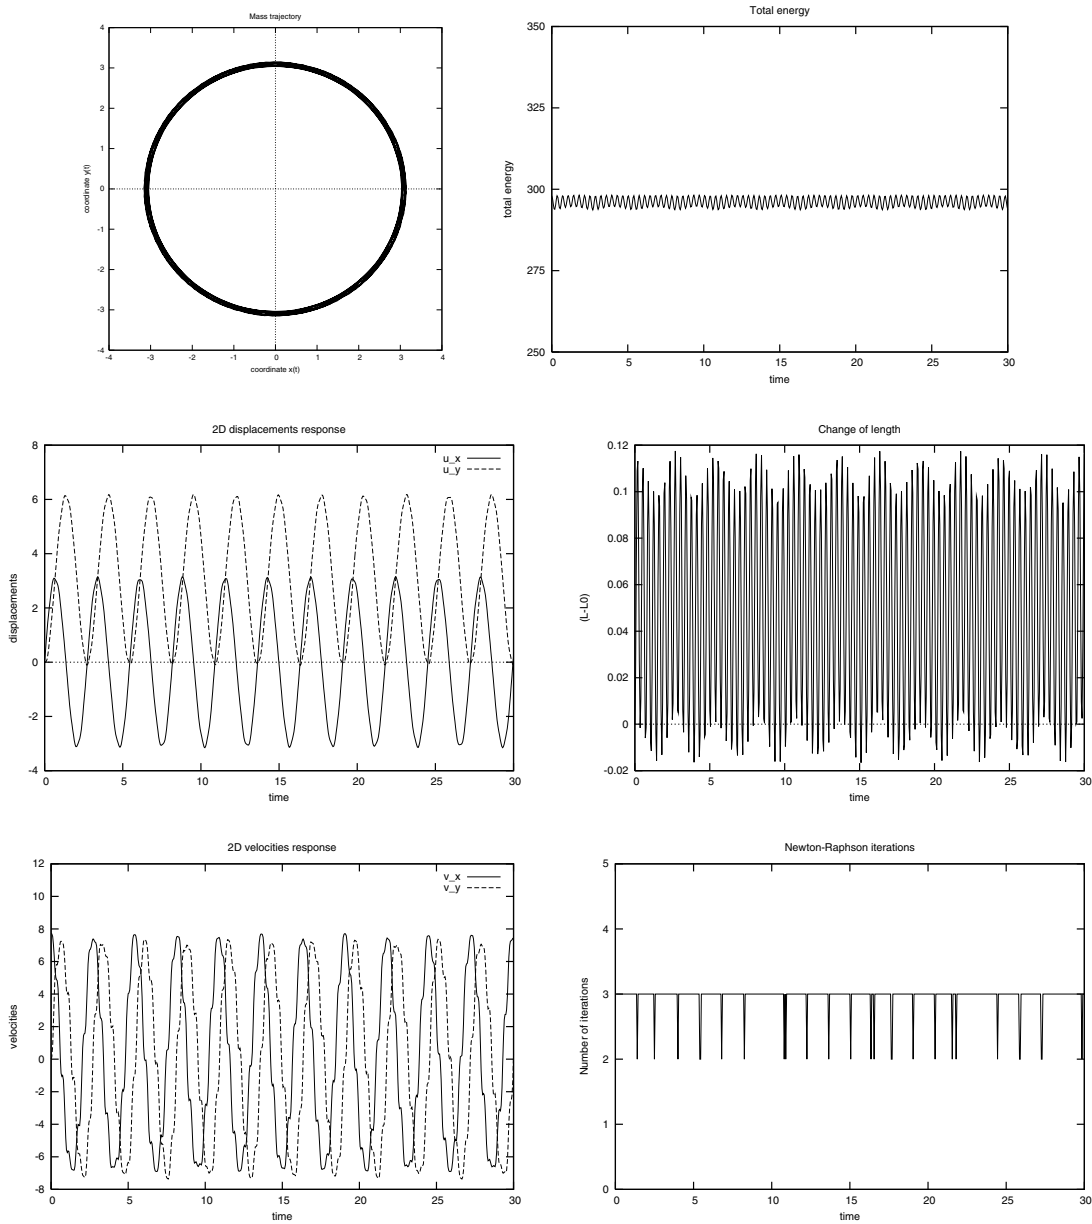 Mass trajectory
4
3
2
1
0
-1
-2
-3
-4
-4 -3 -2 -1 0 1 2 3 4
coordinate y(t)
coordinate x(t)
Total energy
350
325
300
275
250
0 5 10 15 20 25 30
total energy
time
2D displacements response
u_x
u_y
8
6
4
2
0
-2
-4
0 5 10 15 20 25 30
displacements
time
Change of length
0.12
0.1
0.08
0.06
0.04
0.02
0
-0.02
0 5 10 15 20 25 30
(L-L0)
time
2D velocities response
v_x
v_y
12
10
8
6
4
2
0
-2
-4
-6
-8
0 5 10 15 20 25 30
velocities
time
Newton-Raphson iterations
5
4
3
2
1
0
0 5 10 15 20 25 30
Number of iterations
time